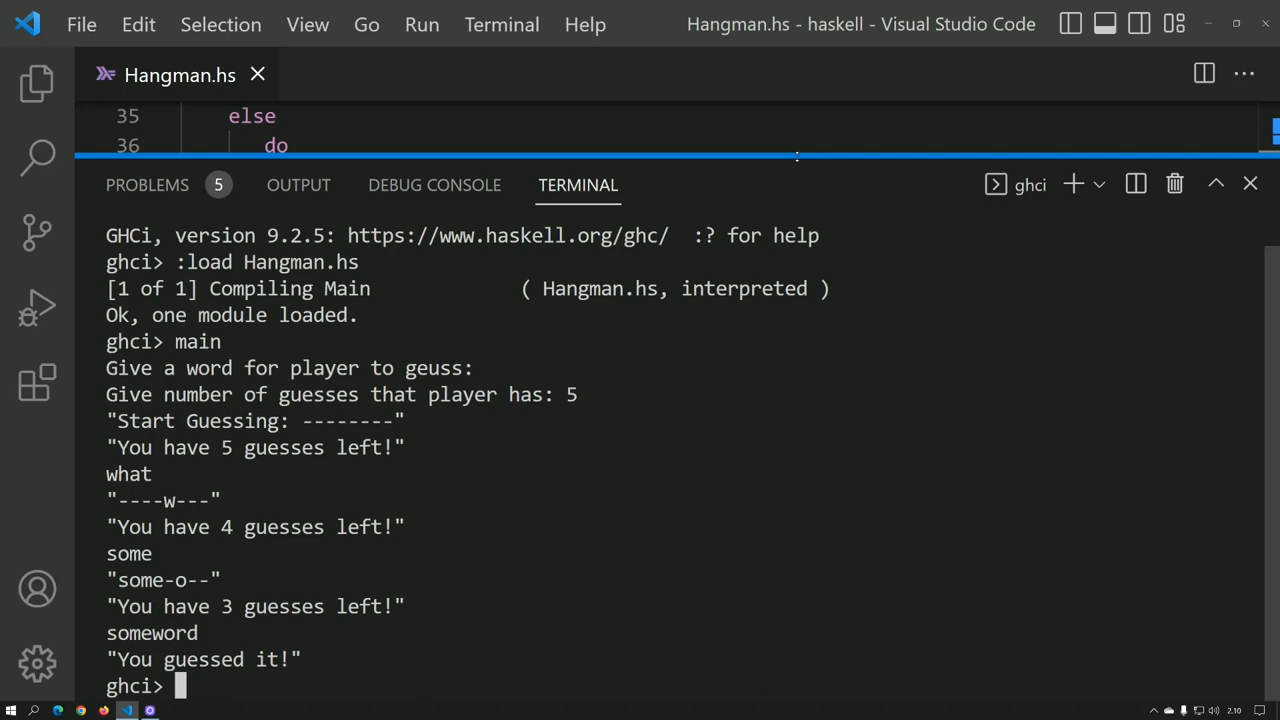 File Edit Selection View Go Run Terminal Help Hangman.hs - haskell - Visual Studio Code
Hangman.hs
35 else
36 do
PROBLEMS 5 OUTPUT DEBUG CONSOLE TERMINAL ghci
GHCi, version 9.2.5: https://www.haskell.org/ghc/  :? for help
ghci> :load Hangman.hs
[1 of 1] Compiling Main             ( Hangman.hs, interpreted )
Ok, one module loaded.
ghci> main
Give a word for player to geuss:
Give number of guesses that player has: 5
"Start Guessing: --------"
"You have 5 guesses left!"
what
"----w---"
"You have 4 guesses left!"
some
"some-o--"
"You have 3 guesses left!"
someword
"You guessed it!"
ghci>
2.10